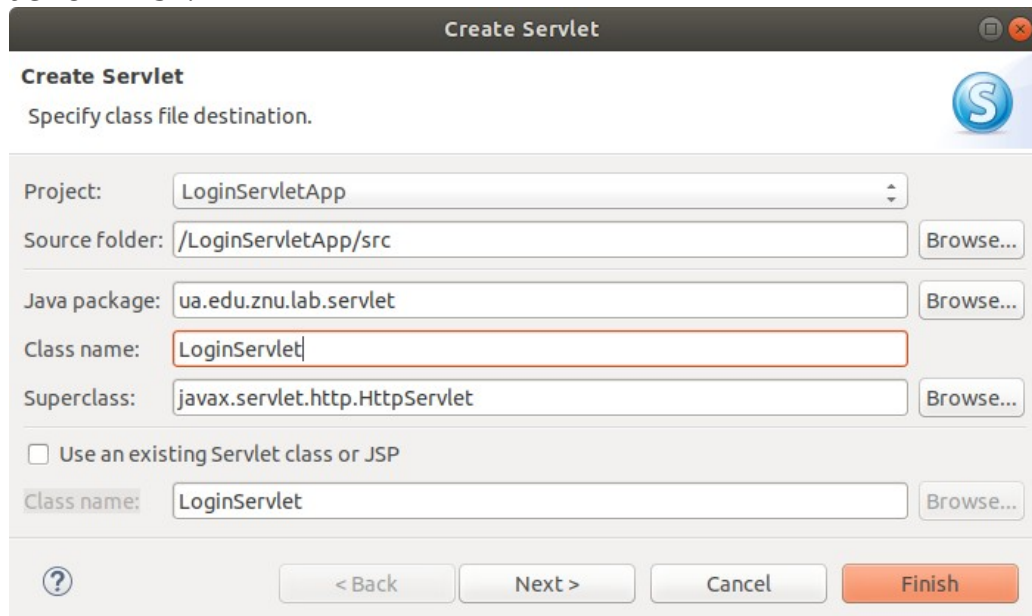 Create Servlet
Create Servlet
Specify class file destination.
S
Project: LoginServletApp
Source folder: /LoginServletApp/src Browse...
Java package: ua.edu.znu.lab.servlet Browse...
Class name: LoginServlet
Superclass: javax.servlet.http.HttpServlet Browse...
Use an existing Servlet class or JSP
Class name: LoginServlet Browse...
? < Back Next > Cancel Finish